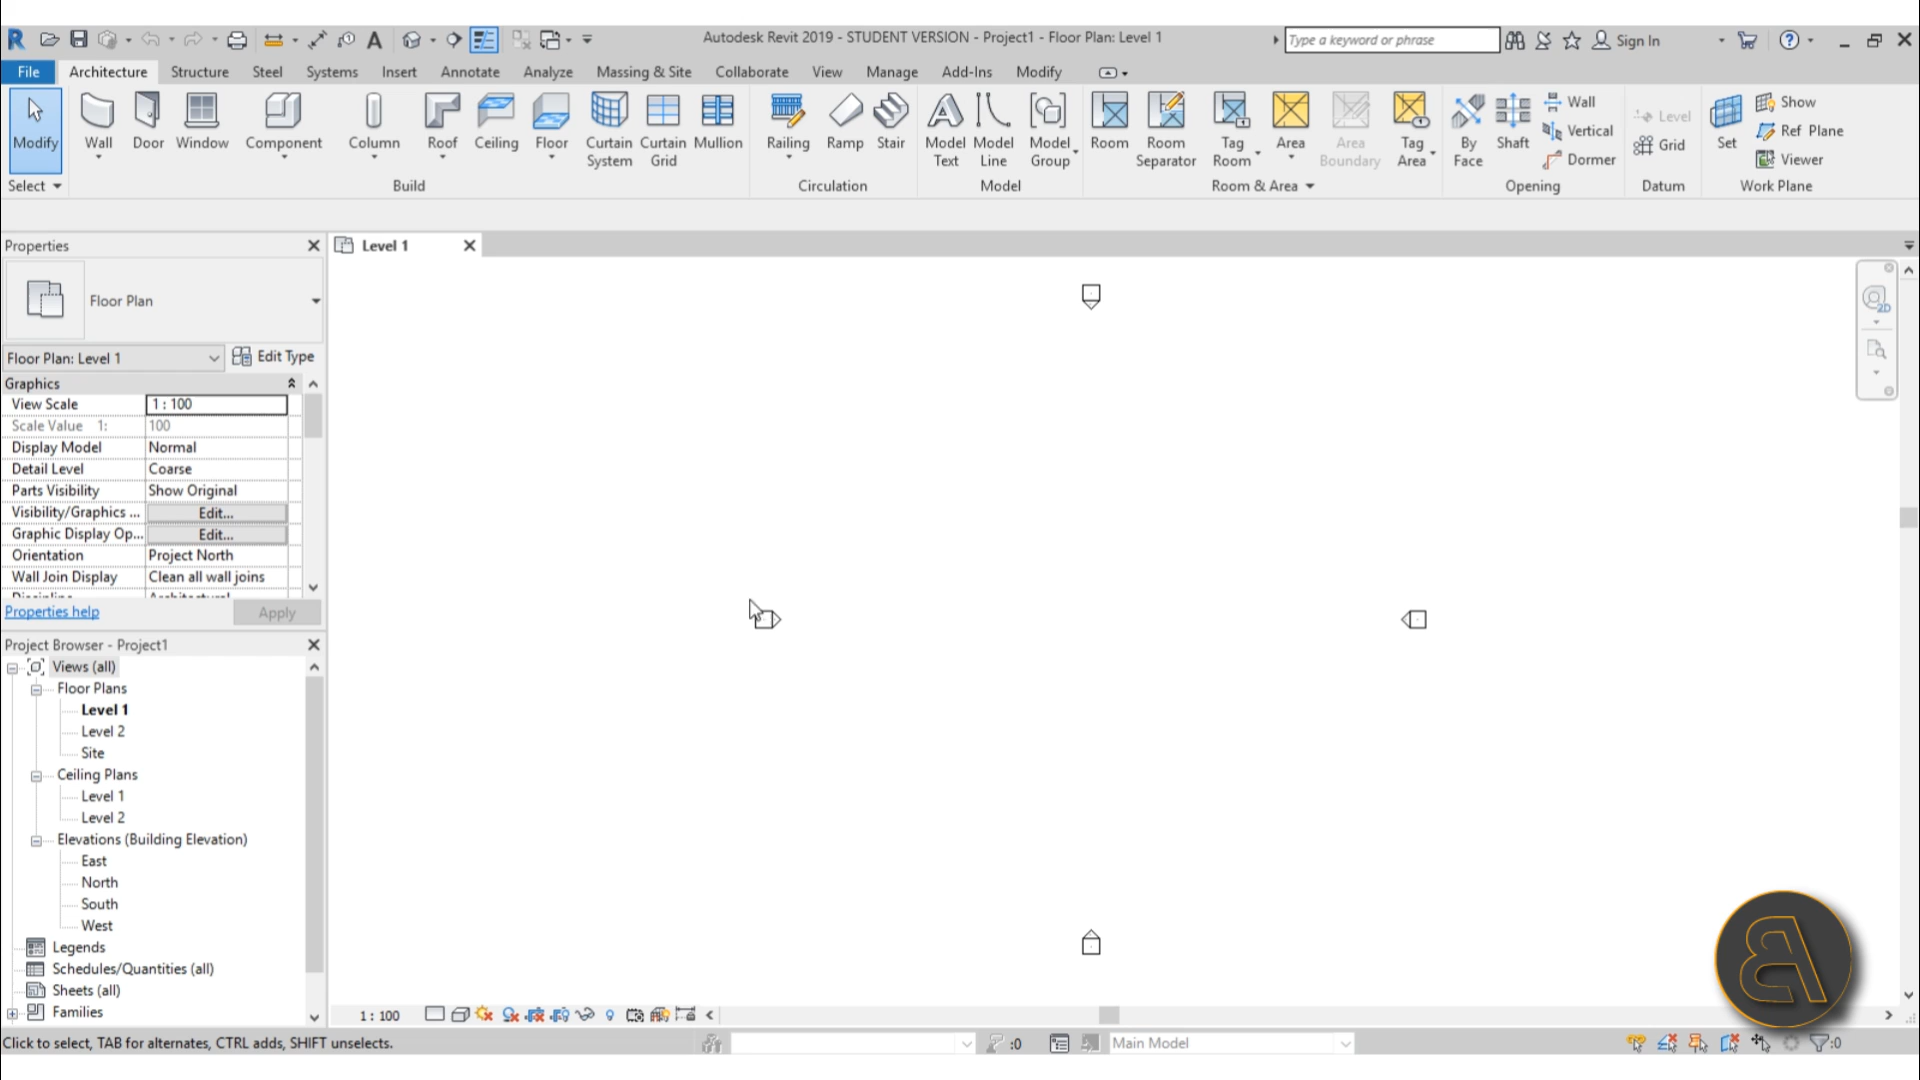 Autodesk Revit 2019 - STUDENT VERSION - Project1 - Floor Plan: Level 1
Type a keyword or phrase
Sign In
File Architecture Structure Steel Systems Insert Annotate Analyze Massing & Site Collaborate View Manage Add-Ins Modify
Modify
Wall
Door
Window
Component
Column
Roof
Ceiling
Floor
Curtain System
Curtain Grid
Mullion
Railing
Ramp
Stair
Model Text
Model Line
Model Group
Room
Room Separator
Tag Room
Area
Area Boundary
Tag Area
By Face
Shaft
Wall
Vertical
Dormer
Level
Grid
Set
Show
Ref Plane
Viewer
Select
Build
Circulation
Model
Room & Area
Opening
Datum
Work Plane
Properties
Level 1
Floor Plan
Floor Plan: Level 1
Edit Type
Graphics
View Scale 1 : 100
Scale Value 1: 100
Display Model Normal
Detail Level Coarse
Parts Visibility Show Original
Visibility/Graphics ... Edit...
Graphic Display Op... Edit...
Orientation Project North
Wall Join Display Clean all wall joins
Properties help
Apply
Project Browser - Project1
Views (all)
Floor Plans
Level 1
Level 2
Site
Ceiling Plans
Level 1
Level 2
Elevations (Building Elevation)
East
North
South
West
Legends
Schedules/Quantities (all)
Sheets (all)
Families
1 : 100
Click to select, TAB for alternates, CTRL adds, SHIFT unselects.
:0
Main Model
:0
2D